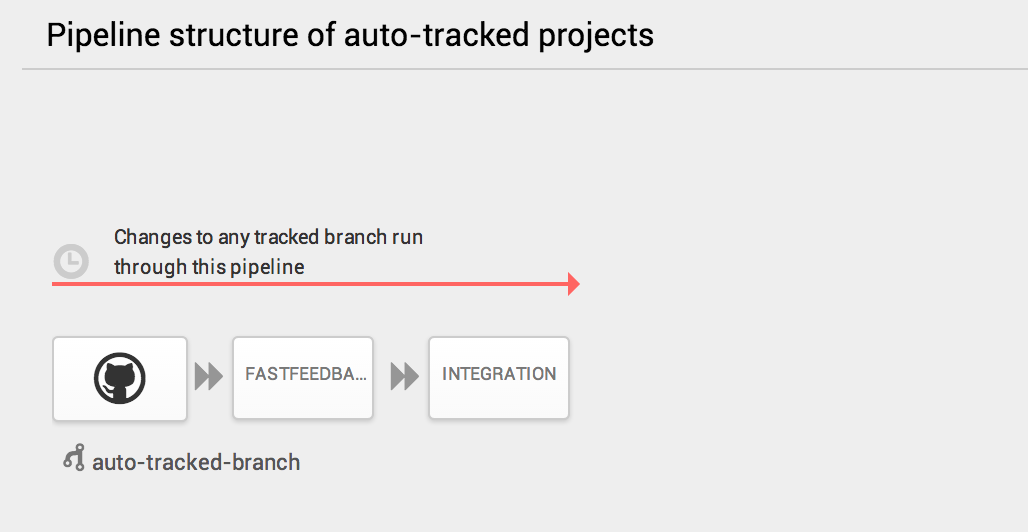 Pipeline structure of auto-tracked projects
Changes to any tracked branch run
through this pipeline
FASTFEEDBA...
INTEGRATION
auto-tracked-branch